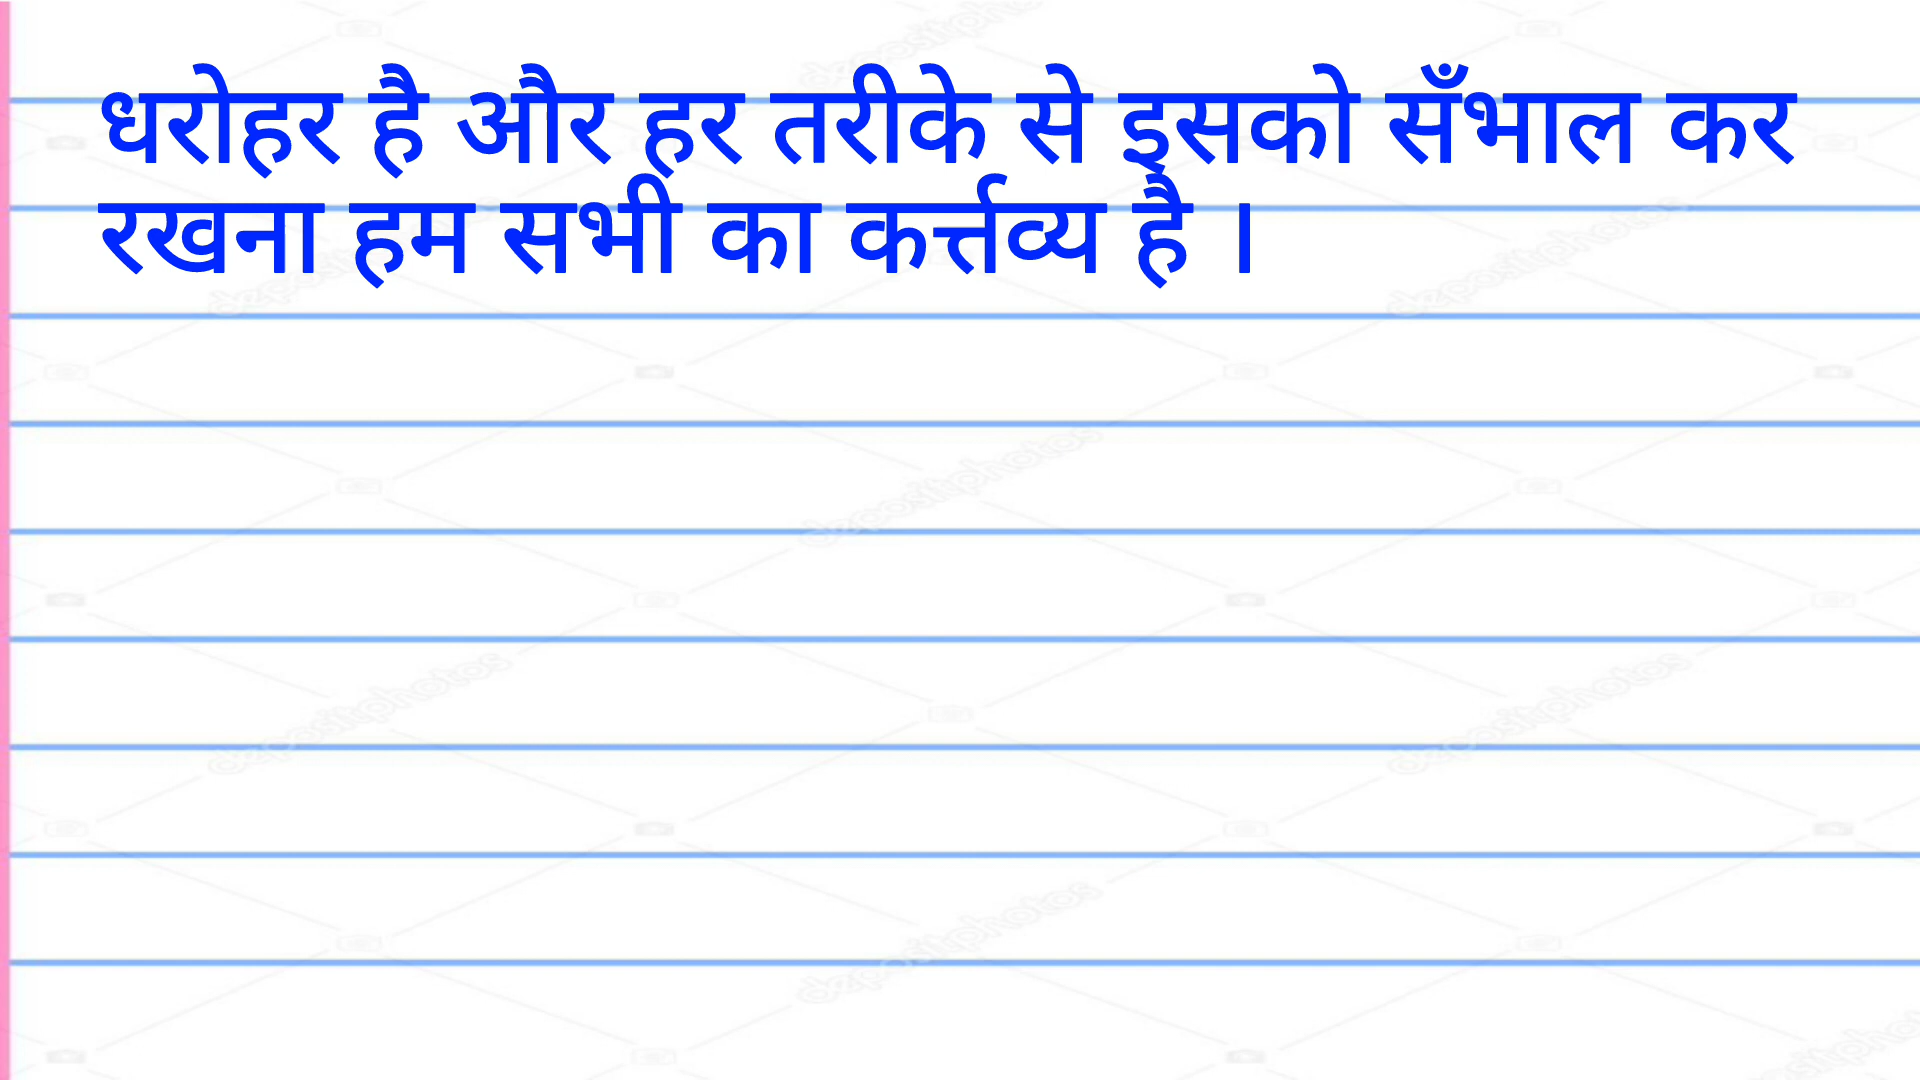 धरोहर है और हर तरीके से इसको सँभाल कर
रखना हम सभी का कर्त्तव्य है ।